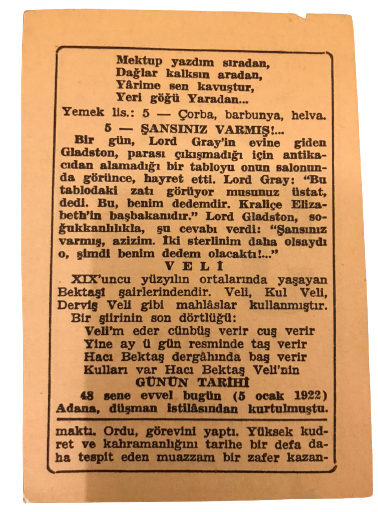 Mektup yazdım sıradan,
Dağlar kalksın aradan,
Yârime sen kavuştur,
Yeri göğü Yaradan...
Yemek lis.: 5 — Çorba, barbunya, helva.
5 — ŞANSINIZ VARMIŞ!...
Bir gün, Lord Gray'in evine giden
Gladston, parası çıkışmadığı için antika-
cıdan alamadığı bir tabloyu onun salonun-
da görünce, hayret etti. Lord Gray: "Bu
tablodaki zatı görüyor musunuz üstat,
dedi. Bu, benim dedemdir. Kraliçe Eliza-
beth'in başbakanıdır." Lord Gladston, so-
ğukkanlılıkla, şu cevabı verdi: "Şansınız
varmış, azizim. İki sterlinim daha olsaydı
o, şimdi benim dedem olacaktı!..."
V E L İ
XIX'uncu yüzyılın ortalarında yaşayan
Bektaşî şairlerindendir. Veli, Kul Veli,
Derviş Veli gibi mahlâslar kullanmıştır.
Bir şiirinin son dörtlüğü:
Veli'm eder cünbüş verir cuş verir
Yine ay ü gün resminde taş verir
Hacı Bektaş dergâhında baş verir
Kulları var Hacı Bektaş Veli'nin
GÜNÜN TARİHİ
48 sene evvel bugün (5 ocak 1922)
Adana, düşman istilâsından kurtulmuştu.
maktı. Ordu, görevini yaptı. Yüksek kud-
ret ve kahramanlığını tarihe bir defa da-
ha tespit eden muazzam bir zafer kazan-